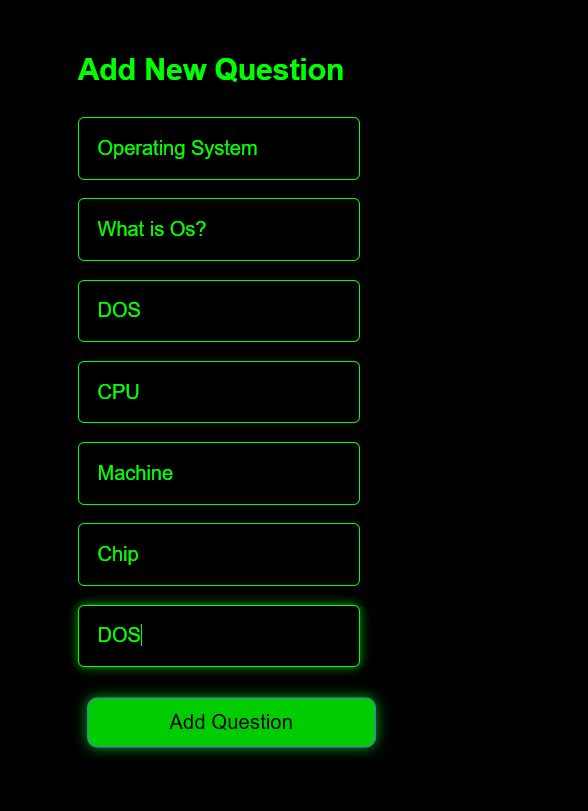 Add New Question
Operating System
What is Os?
DOS
CPU
Machine
Chip
DOS
Add Question